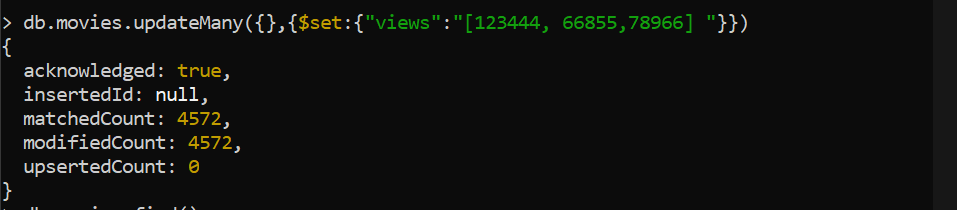 > db.movies.updateMany({},{$set:{"views":"[123444, 66855,78966] "}})
{
  acknowledged: true,
  insertedId: null,
  matchedCount: 4572,
  modifiedCount: 4572,
  upsertedCount: 0
}